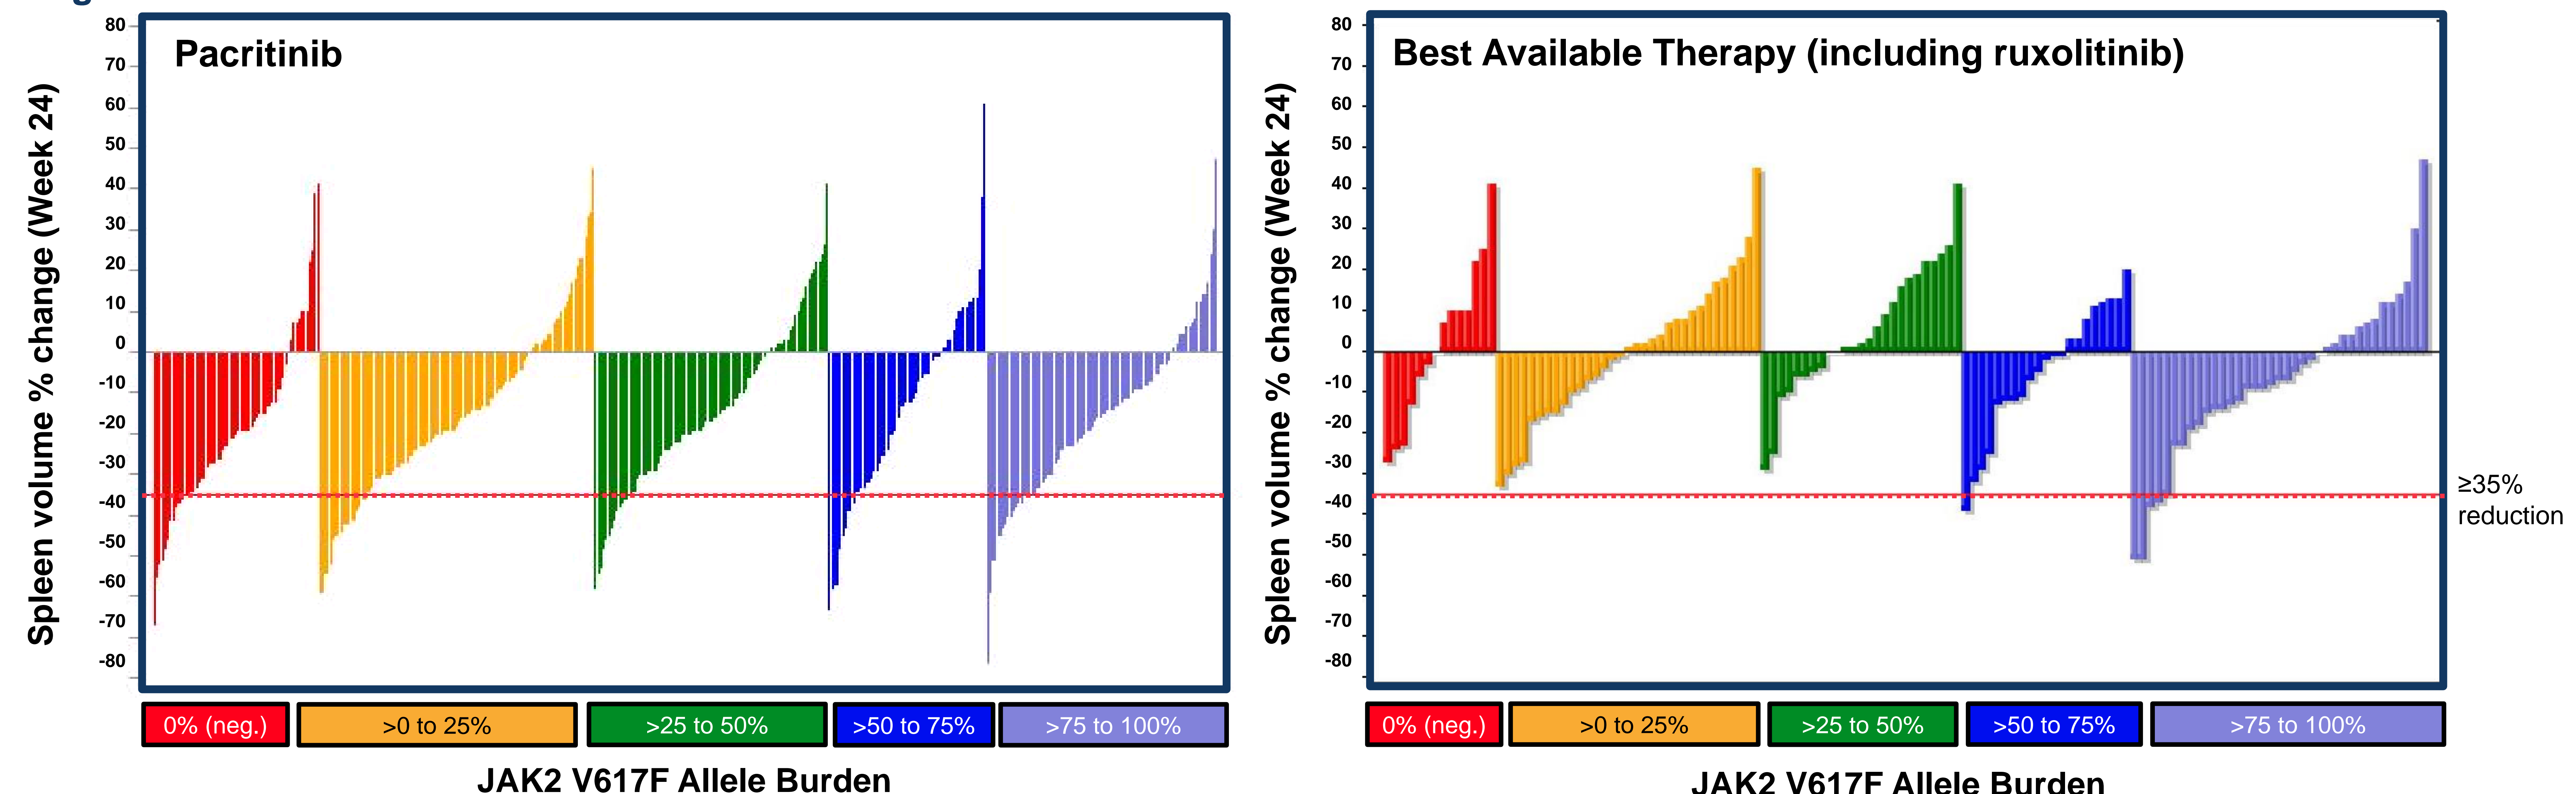 Pacritinib
Spleen volume % change (Week 24)
80
70
60
50
40
30
20
10
0
-10
-20
-30
-40
-50
-60
-70
-80
0% (neg.)
>0 to 25%
>25 to 50%
>50 to 75%
>75 to 100%
JAK2 V617F Allele Burden
Best Available Therapy (including ruxolitinib)
Spleen volume % change (Week 24)
80
70
60
50
40
30
20
10
0
-10
-20
-30
-40
-50
-60
-70
-80
≥35%
reduction
0% (neg.)
>0 to 25%
>25 to 50%
>50 to 75%
>75 to 100%
JAK2 V617F Allele Burden